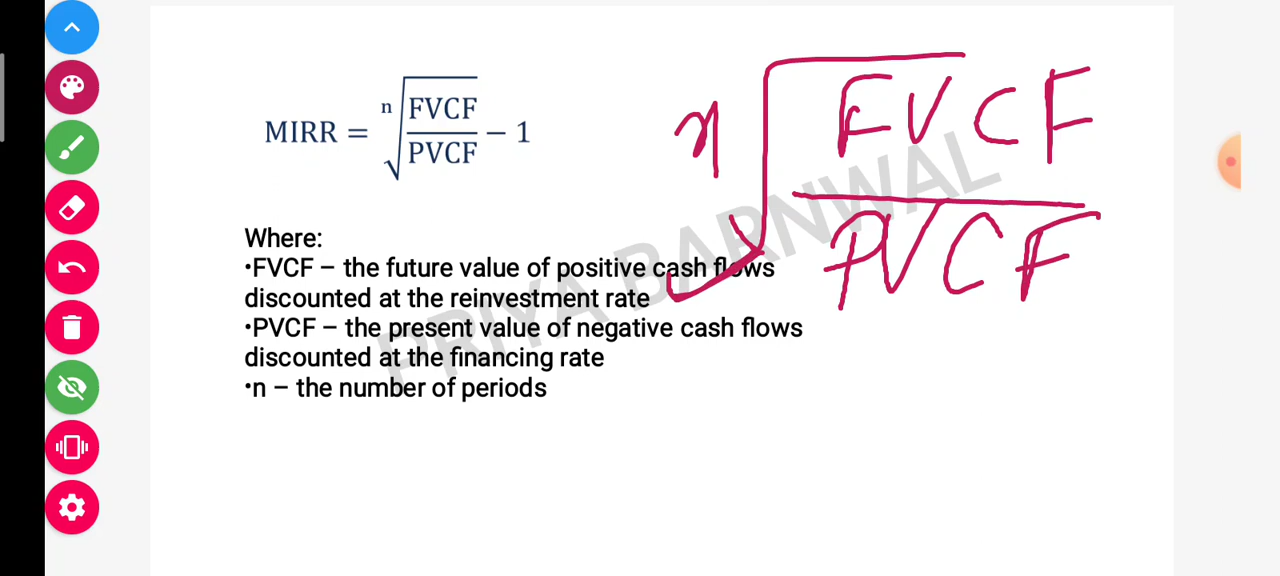 MIRR = n√FVCF/PVCF − 1
n√FVCF/PVCF
Where:
•FVCF – the future value of positive cash flows
discounted at the reinvestment rate
•PVCF – the present value of negative cash flows
discounted at the financing rate
•n – the number of periods
PRIYA BARNWAL